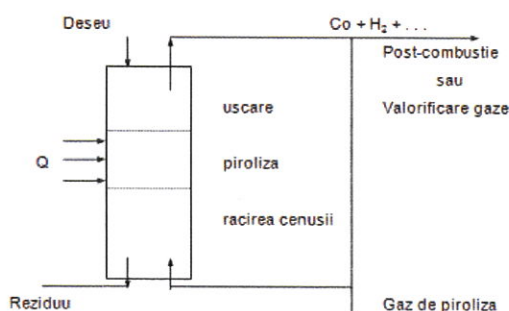 Deseu
Co + H₂ + . . .
Post-combustie
sau
Valorificare gaze
uscare
Q
piroliza
racirea cenusii
Reziduu
Gaz de piroliza